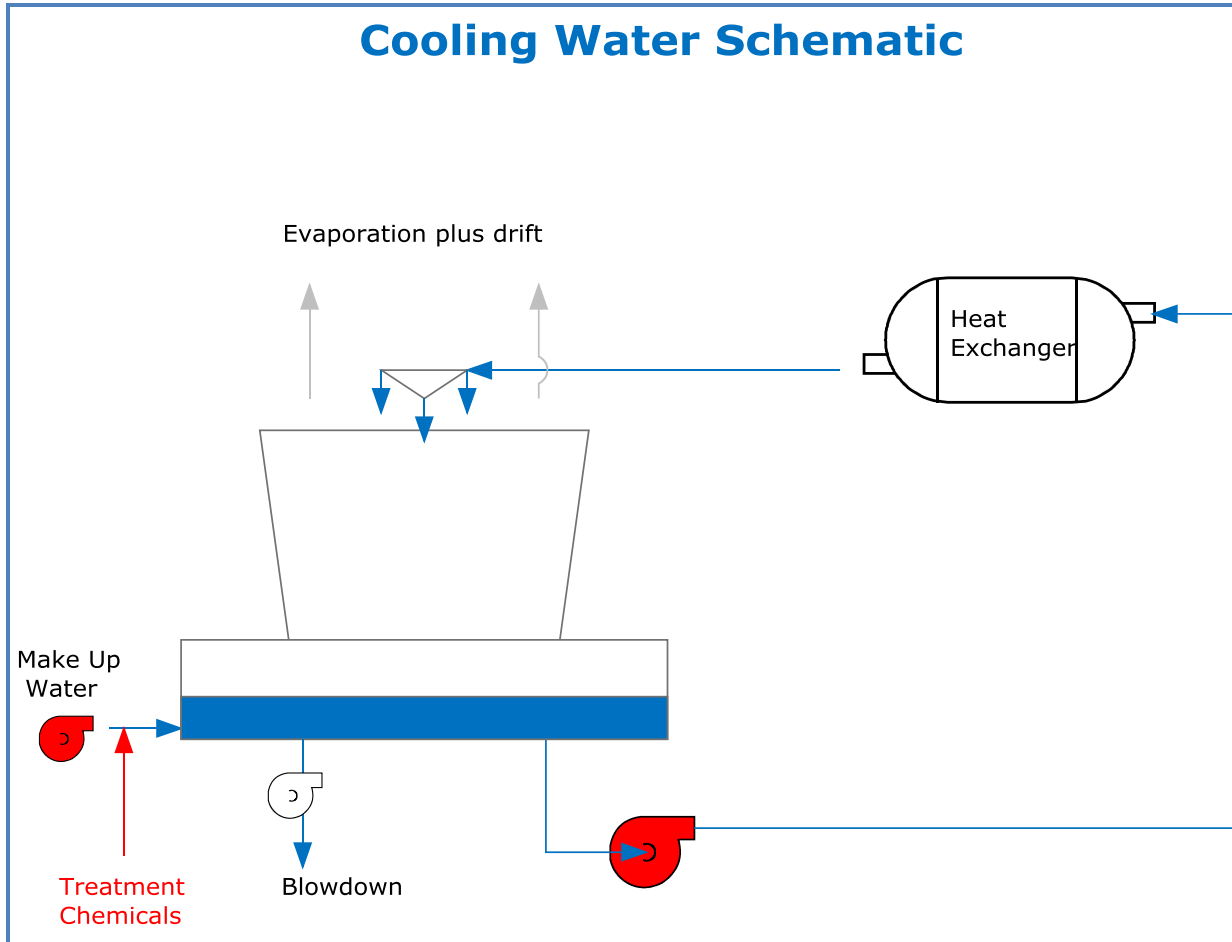 Cooling Water Schematic
Evaporation plus drift
Heat
Exchanger
Make Up
Water
Treatment
Chemicals
Blowdown